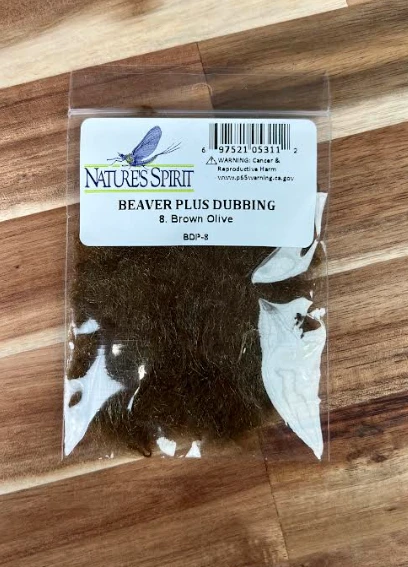 6 97521 05311 2
⚠WARNING: Cancer &
Reproductive Harm
www.p65warning.ca.gov
NATURE'S SPIRIT
BEAVER PLUS DUBBING
8. Brown Olive
BDP-8